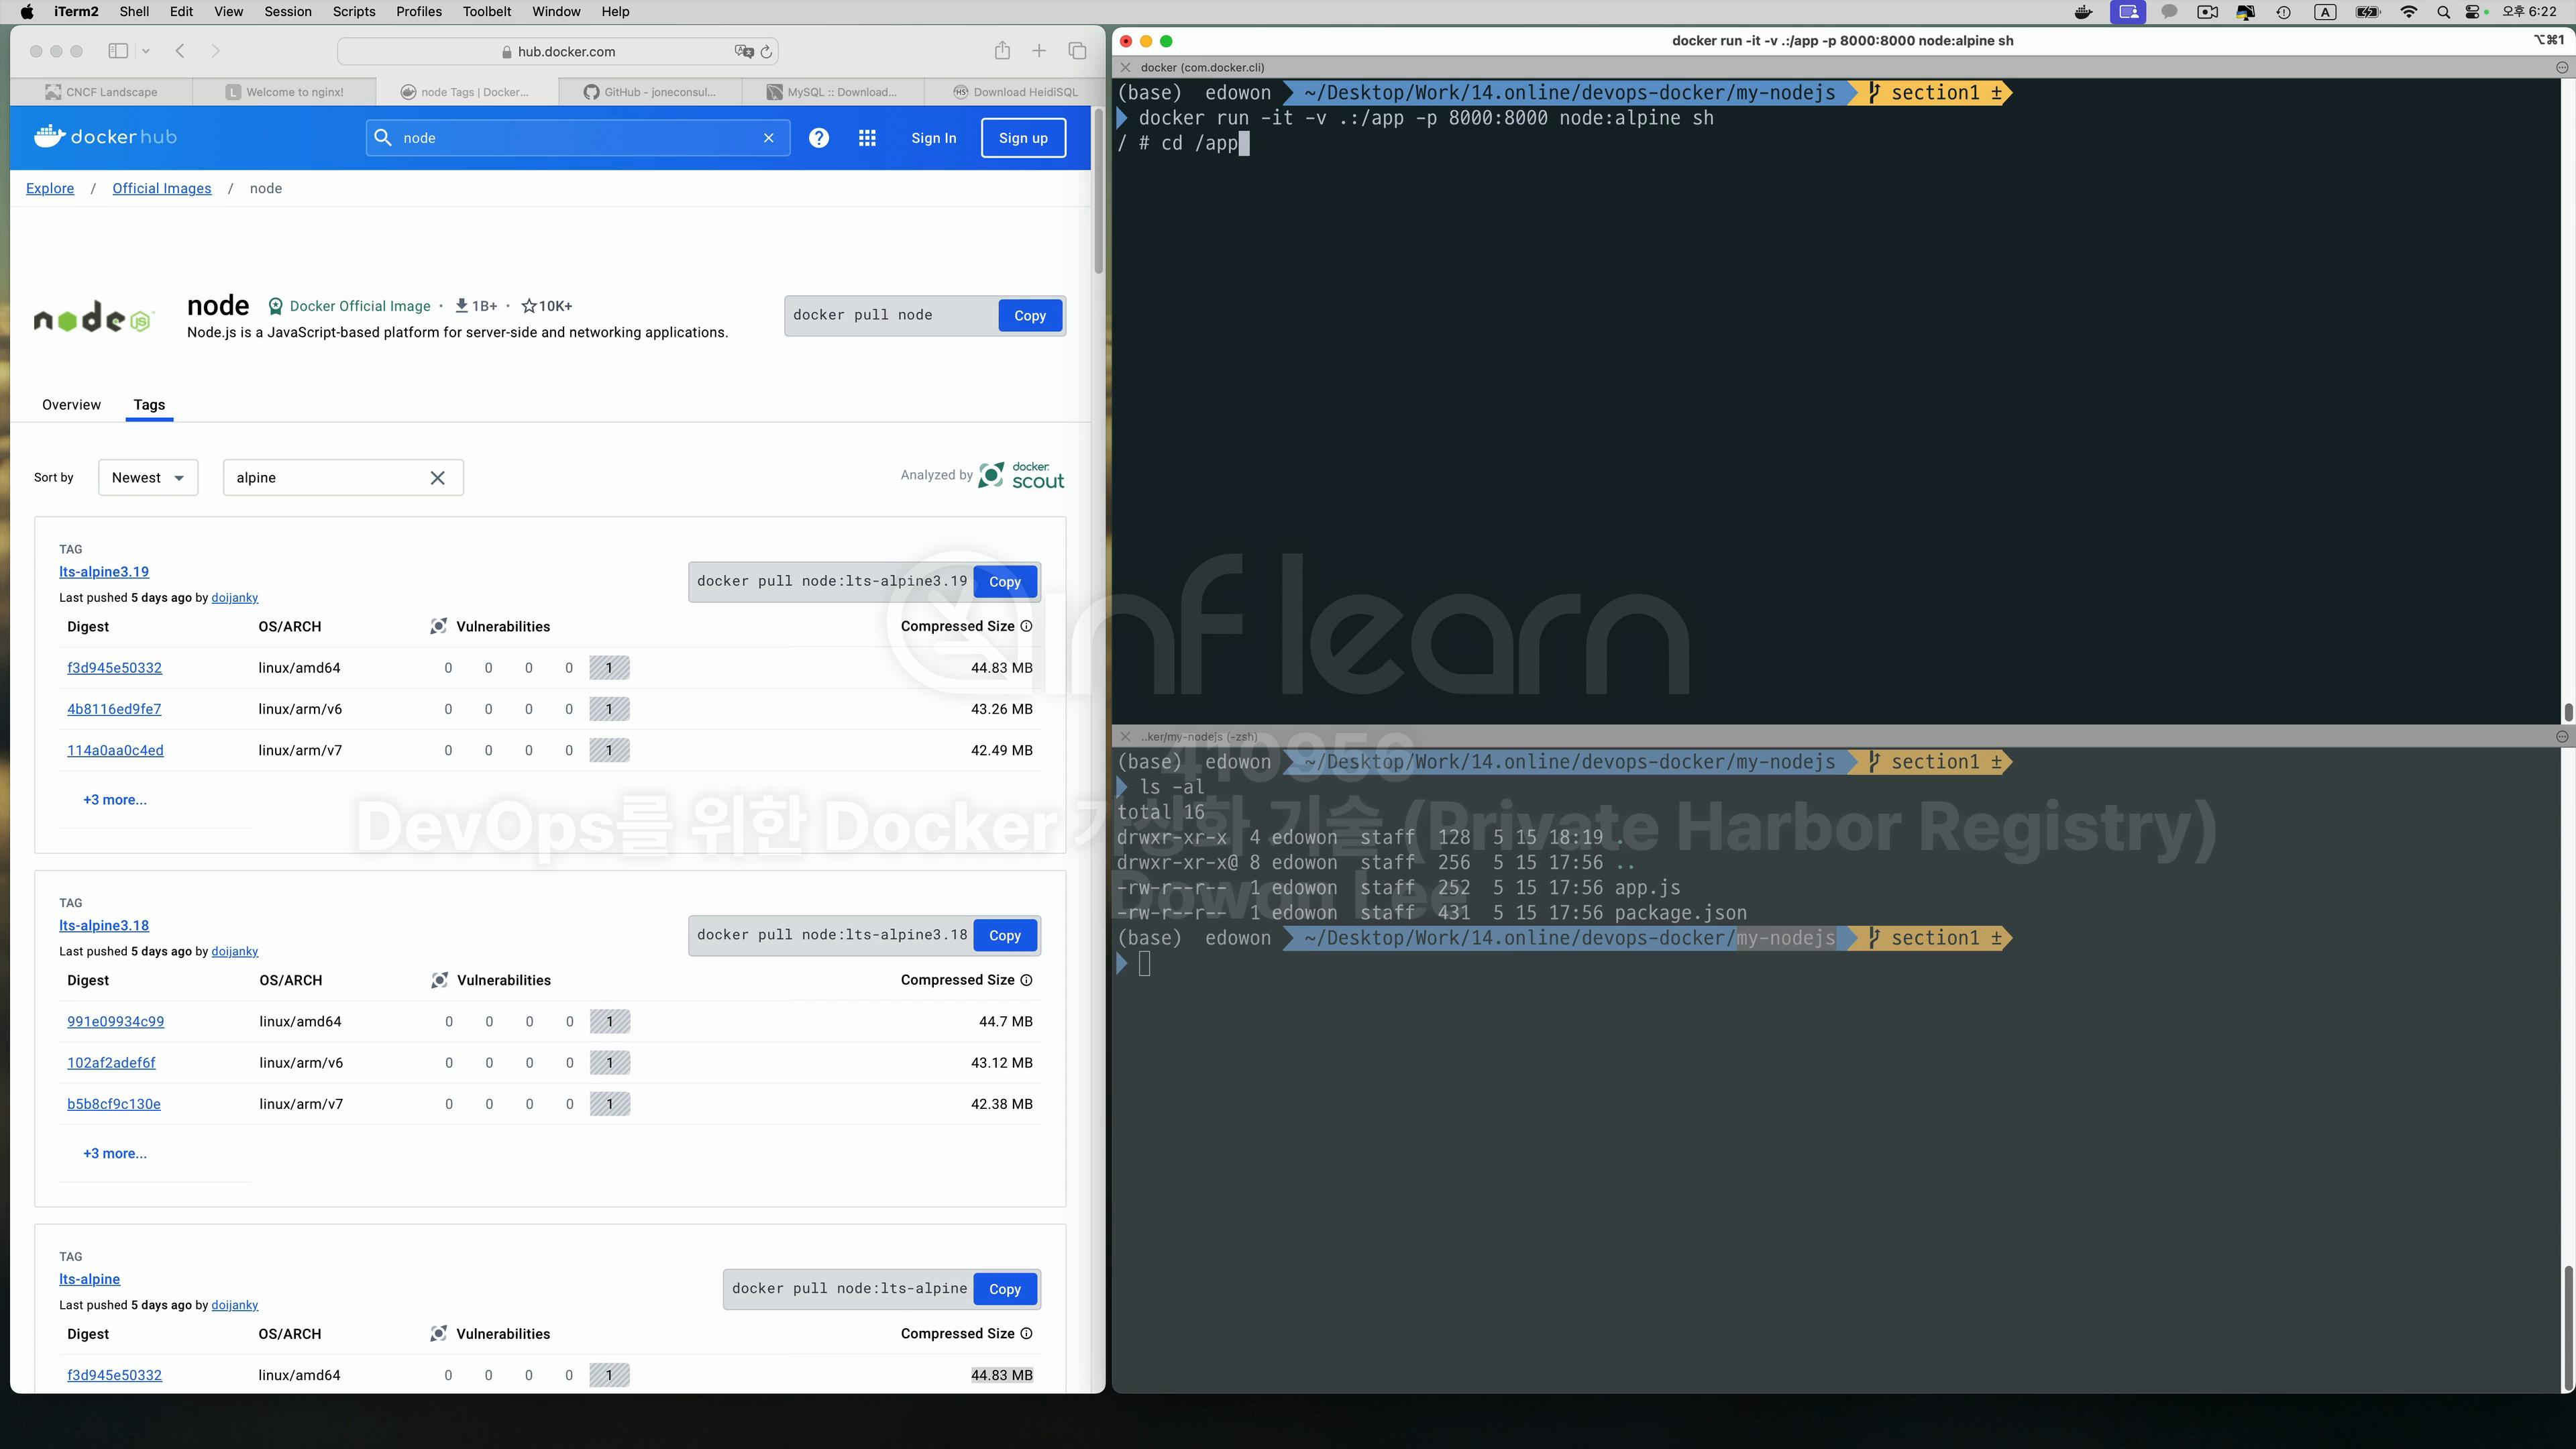 iTerm2 Shell Edit View Session Scripts Profiles Toolbelt Window Help
A 오후 6:22
hub.docker.com
CNCF Landscape
Welcome to nginx!
node Tags | Docker...
GitHub - joneconsul...
MySQL :: Download...
HS Download HeidiSQL
docker hub
node
Sign In
Sign up
Explore / Official Images / node
node
JS
node Docker Official Image · 1B+ · 10K+
Node.js is a JavaScript-based platform for server-side and networking applications.
docker pull node
Copy
Overview
Tags
Sort by
Newest
alpine
Analyzed by docker scout
TAG
lts-alpine3.19
Last pushed 5 days ago by doijanky
docker pull node:lts-alpine3.19 Copy
Digest OS/ARCH Vulnerabilities Compressed Size
f3d945e50332 linux/amd64 0 0 0 0 1 44.83 MB
4b8116ed9fe7 linux/arm/v6 0 0 0 0 1 43.26 MB
114a0aa0c4ed linux/arm/v7 0 0 0 0 1 42.49 MB
+3 more...
TAG
lts-alpine3.18
Last pushed 5 days ago by doijanky
docker pull node:lts-alpine3.18 Copy
Digest OS/ARCH Vulnerabilities Compressed Size
991e09934c99 linux/amd64 0 0 0 0 1 44.7 MB
102af2adef6f linux/arm/v6 0 0 0 0 1 43.12 MB
b5b8cf9c130e linux/arm/v7 0 0 0 0 1 42.38 MB
+3 more...
TAG
lts-alpine
Last pushed 5 days ago by doijanky
docker pull node:lts-alpine Copy
Digest OS/ARCH Vulnerabilities Compressed Size
f3d945e50332 linux/amd64 0 0 0 0 1 44.83 MB
docker run -it -v .:/app -p 8000:8000 node:alpine sh
⌥⌘1
docker (com.docker.cli)
(base) edowon ~/Desktop/Work/14.online/devops-docker/my-nodejs section1 ±
docker run -it -v .:/app -p 8000:8000 node:alpine sh
/ # cd /app
..ker/my-nodejs (-zsh)
(base) edowon ~/Desktop/Work/14.online/devops-docker/my-nodejs section1 ±
ls -al
total 16
drwxr-xr-x 4 edowon staff 128 5 15 18:19 .
drwxr-xr-x@ 8 edowon staff 256 5 15 17:56 ..
-rw-r--r-- 1 edowon staff 252 5 15 17:56 app.js
-rw-r--r-- 1 edowon staff 431 5 15 17:56 package.json
(base) edowon ~/Desktop/Work/14.online/devops-docker/my-nodejs section1 ±
inflearn
410956
DevOps를 위한 Docker 가상화 기술 (Private Harbor Registry)
Dowon Lee